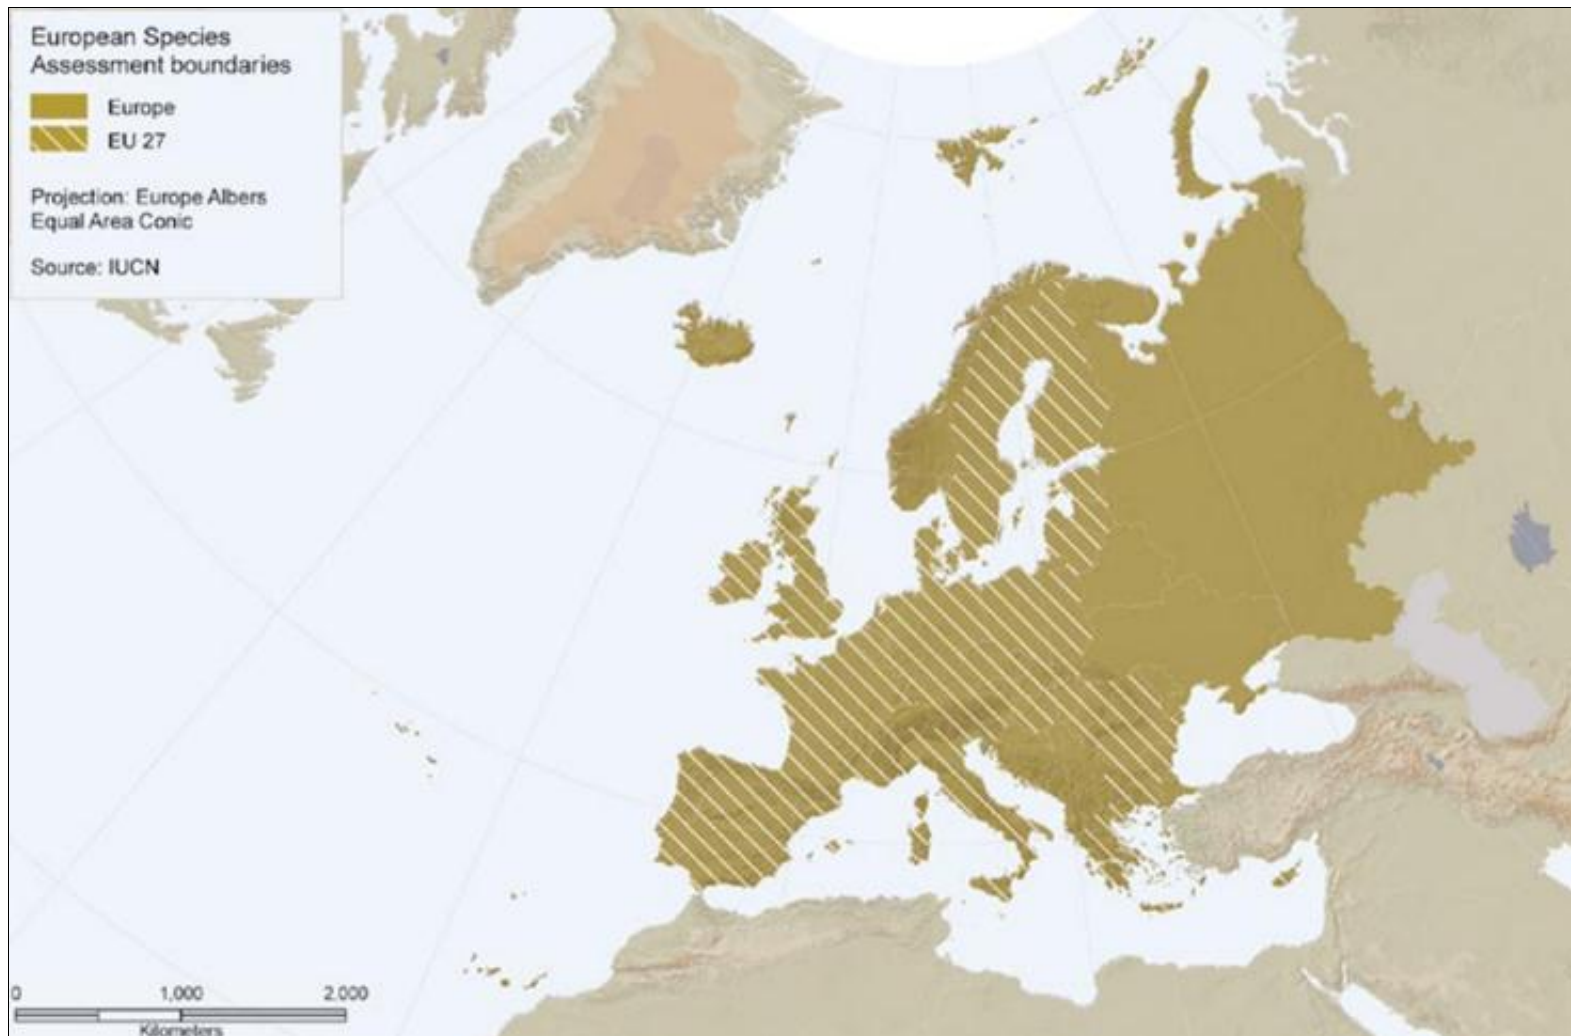 European Species
Assessment boundaries
Europe
EU 27
Projection: Europe Albers
Equal Area Conic
Source: IUCN
0 1,000 2,000
Kilometers